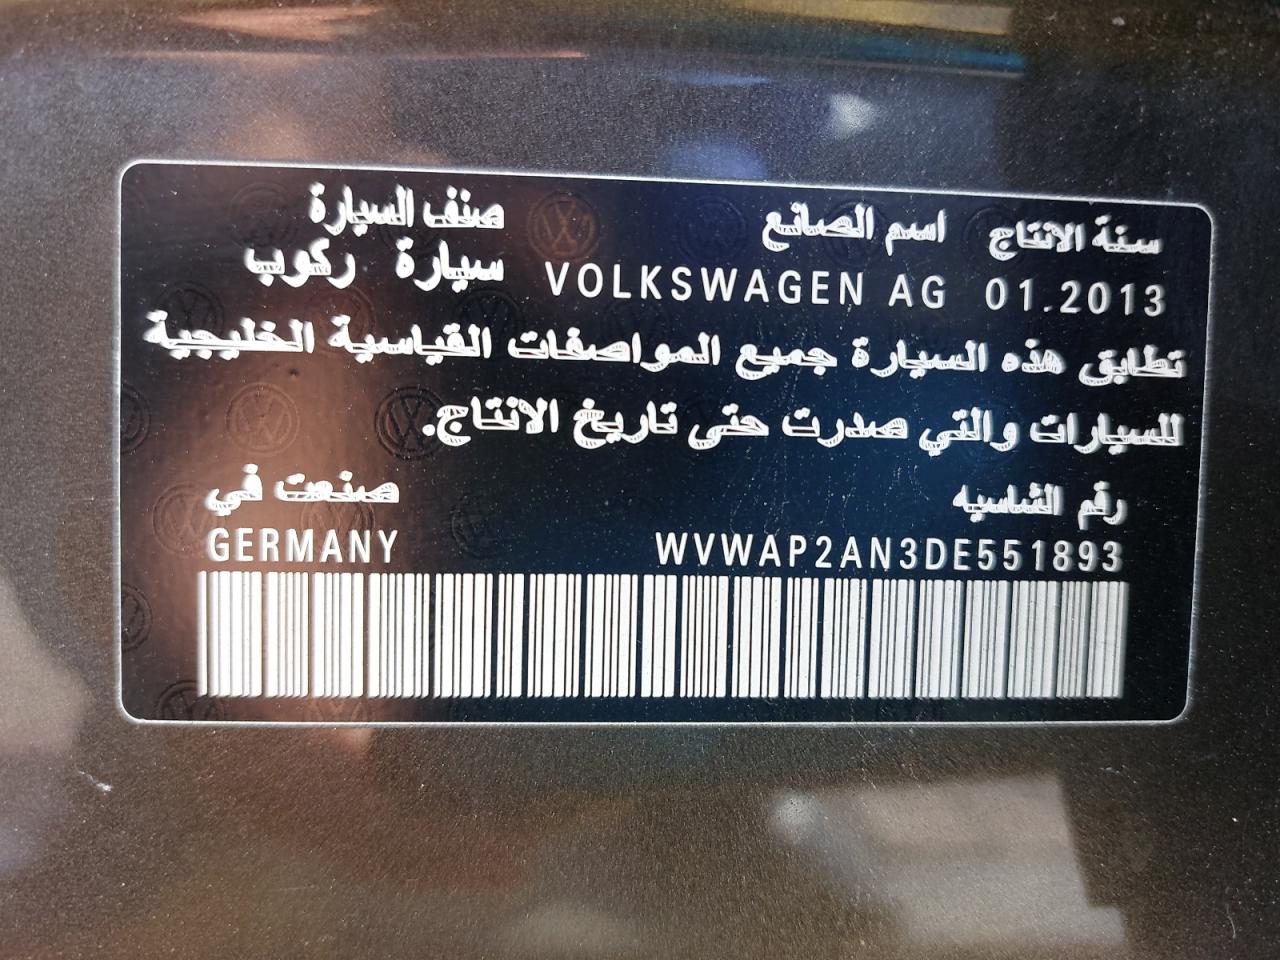 سنة الانتاج اسم الصانع صنف السيارة
01.2013 VOLKSWAGEN AG سيارة ركوب
تطابق هذه السيارة جميع المواصفات القياسية الخليجية
للسيارات والتي صدرت حتى تاريخ الانتاج.
رقم الشاسيه صنعت في
WVWAP2AN3DE551893 GERMANY